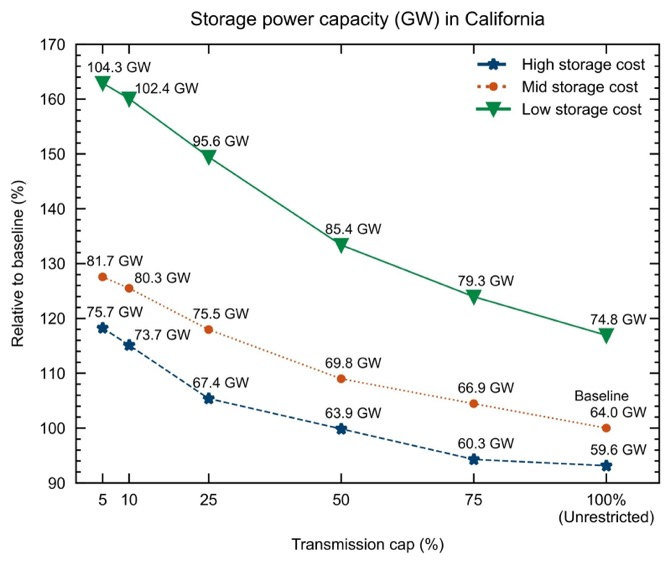 Storage power capacity (GW) in California
High storage cost
Mid storage cost
Low storage cost
Relative to baseline (%)
170
160
150
140
130
120
110
100
90
104.3 GW
102.4 GW
95.6 GW
85.4 GW
79.3 GW
74.8 GW
81.7 GW
80.3 GW
75.5 GW
69.8 GW
66.9 GW
Baseline
64.0 GW
75.7 GW
73.7 GW
67.4 GW
63.9 GW
60.3 GW
59.6 GW
5 10 25 50 75 100%
(Unrestricted)
Transmission cap (%)